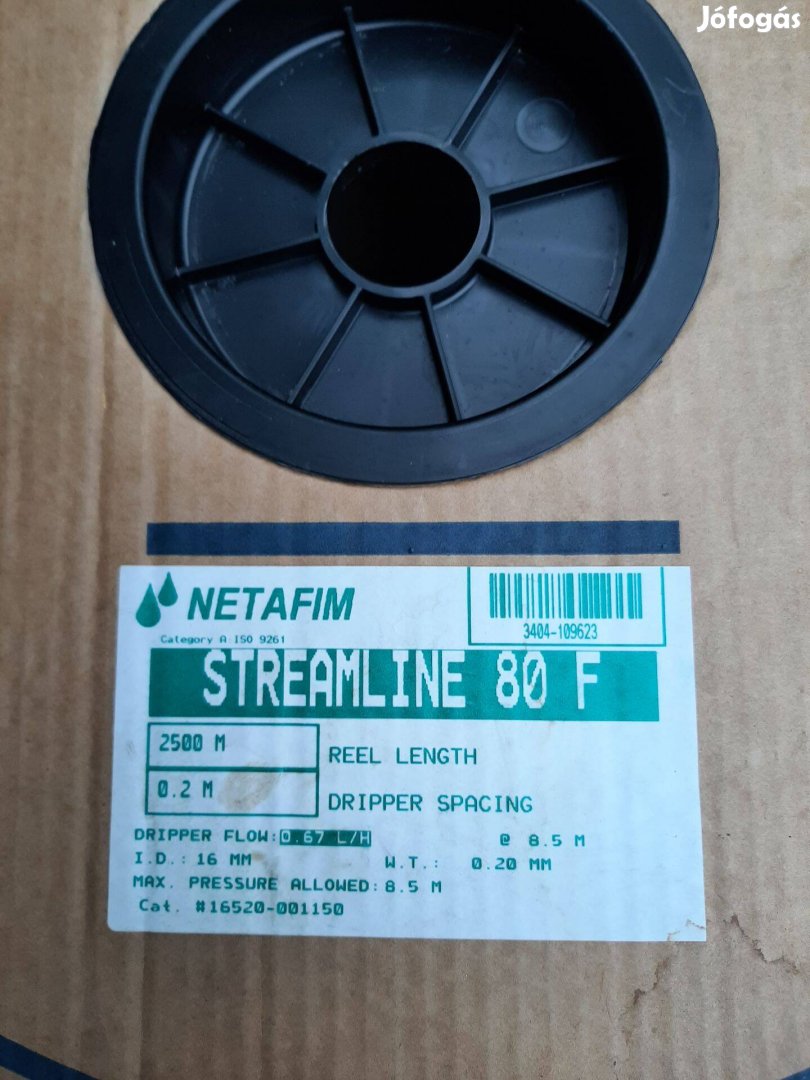 Jófogás
NETAFIM
3404-109623
Category A ISO 9261
STREAMLINE 80 F
2500 M REEL LENGTH
0.2 M DRIPPER SPACING
DRIPPER FLOW: 0.67 L/H @ 8.5 M
I.D.: 16 MM W.T.: 0.20 MM
MAX. PRESSURE ALLOWED: 8.5 M
Cat. #16520-001150